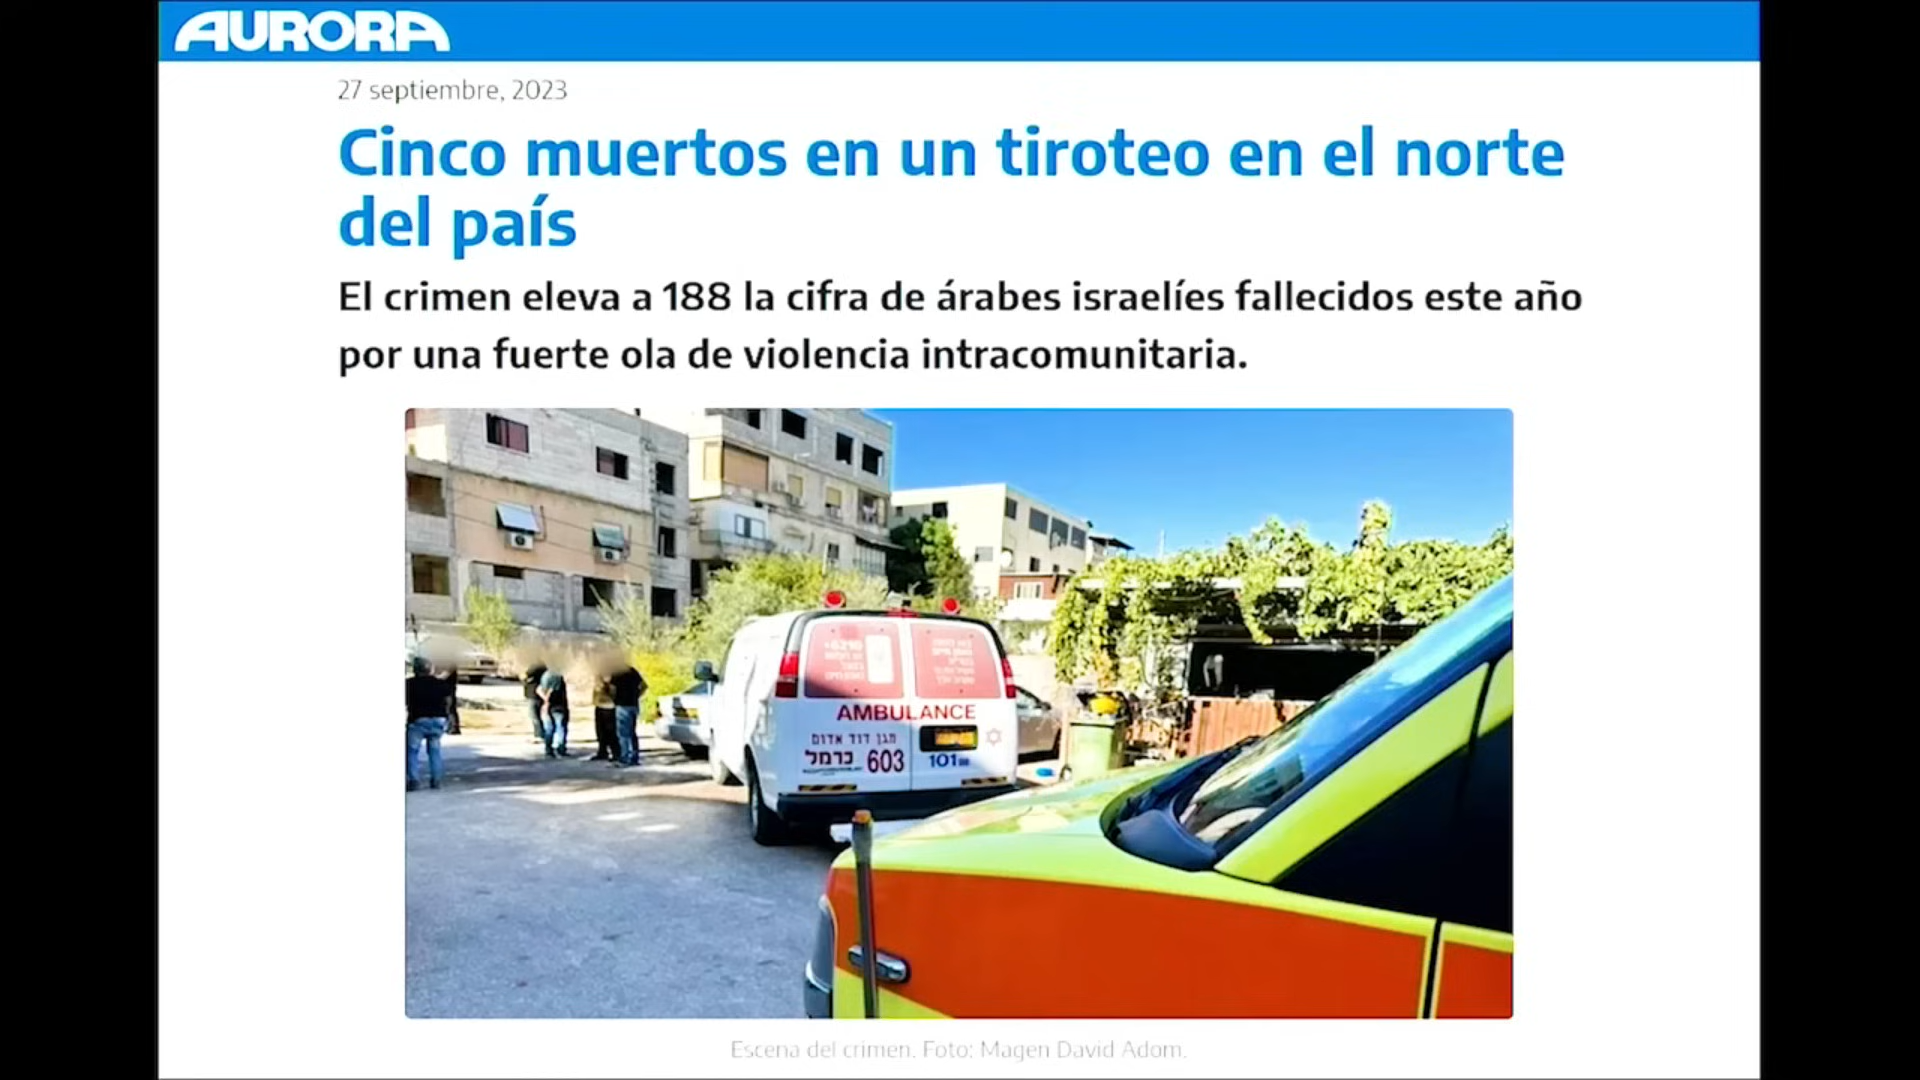 AURORA
27 septiembre, 2023
Cinco muertos en un tiroteo en el norte
del país
El crimen eleva a 188 la cifra de árabes israelíes fallecidos este año
por una fuerte ola de violencia intracomunitaria.
AMBULANCE
מגן דוד אדום
כרמל 603
101
Escena del crimen. Foto: Magen David Adom.